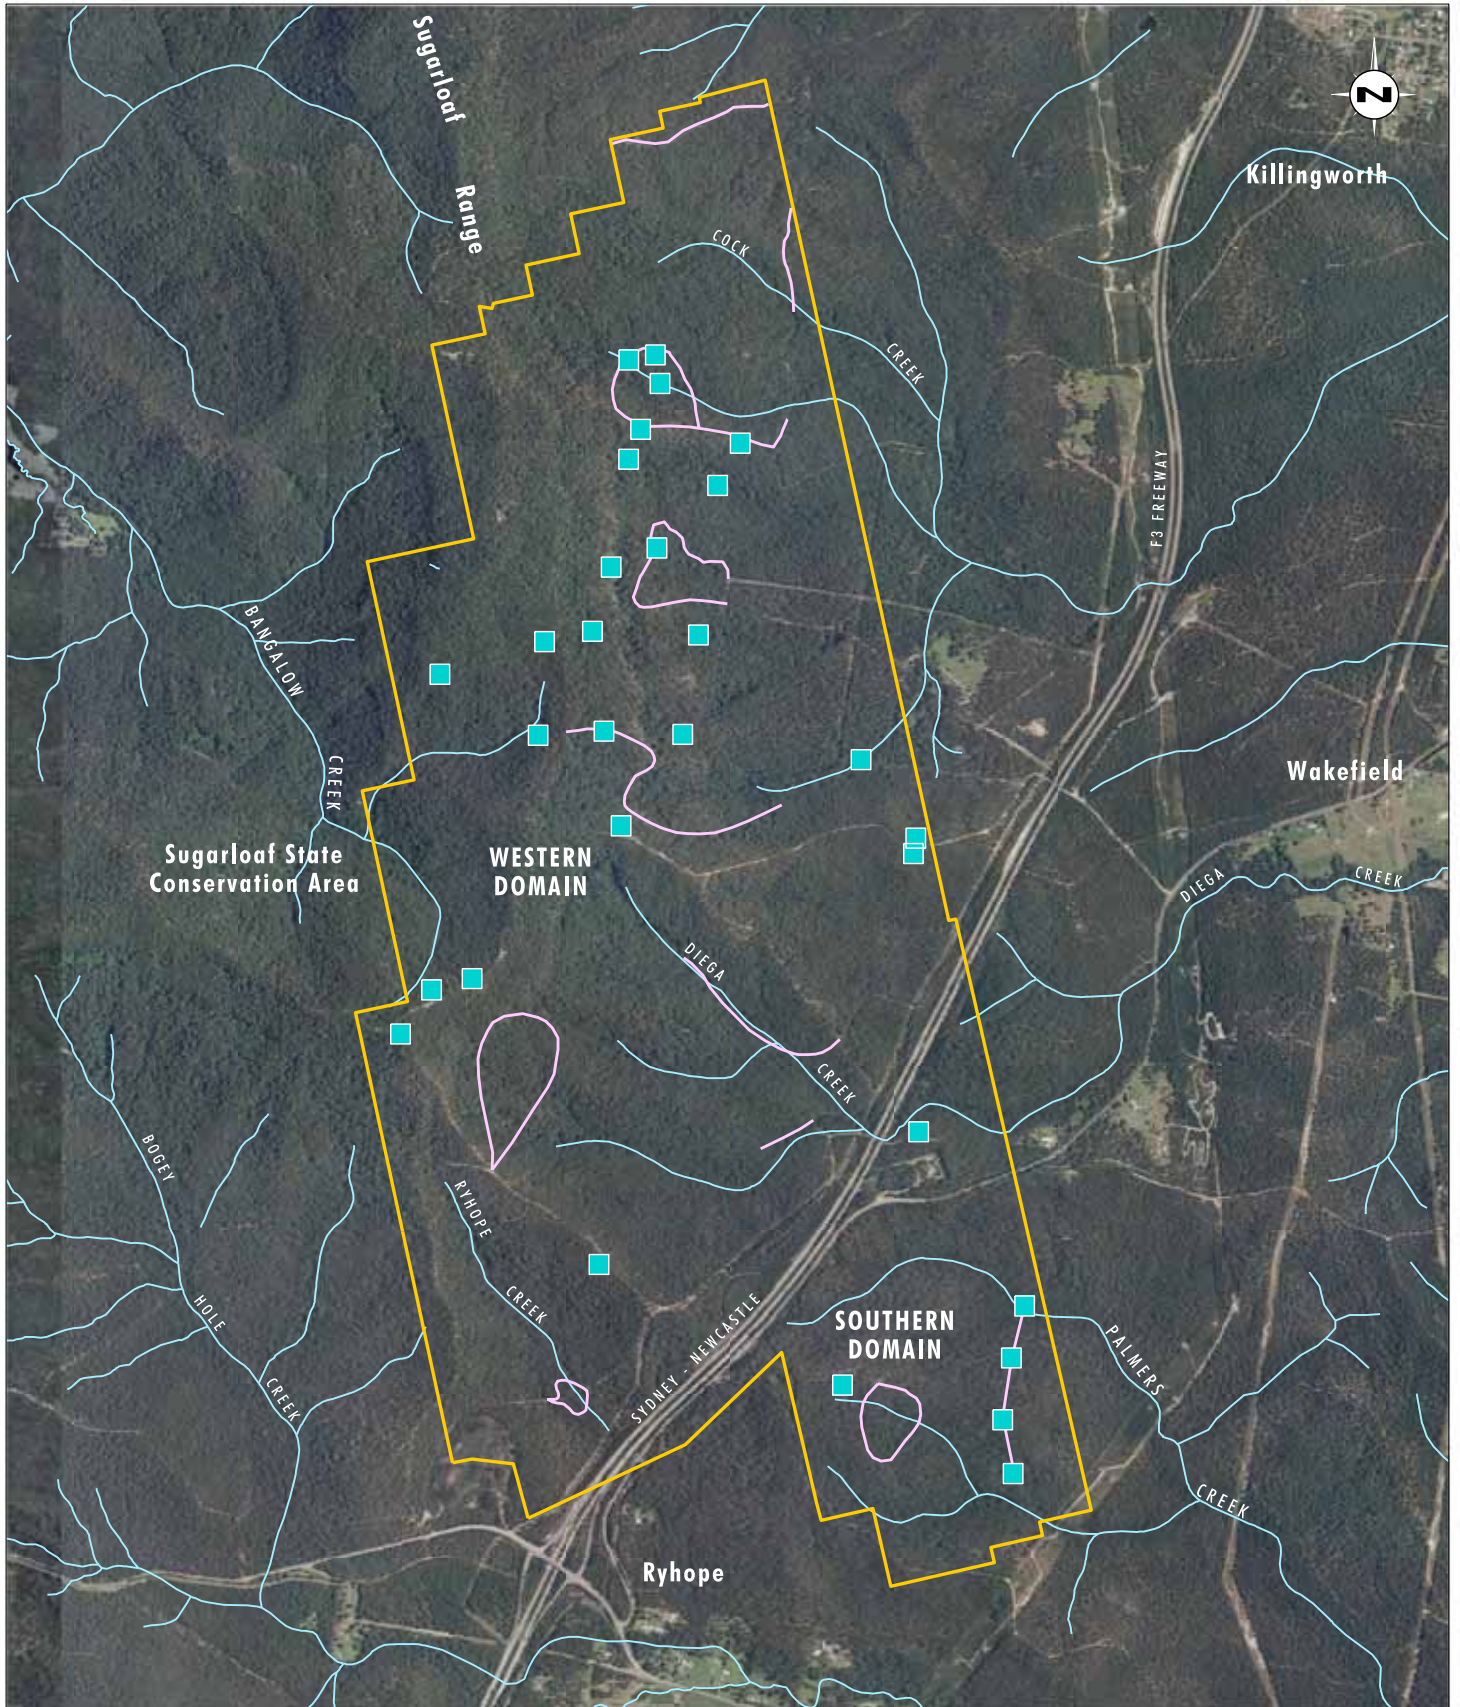 Sugarloaf
Range
N
Killingworth
COCK
CREEK
F3 FREEWAY
BANGALOW
CREEK
Wakefield
Sugarloaf State
Conservation Area
WESTERN
DOMAIN
DIEGA
CREEK
DIEGA
CREEK
BOGEY
HOLE
CREEK
RYHOPE
CREEK
SYDNEY - NEWCASTLE
SOUTHERN
DOMAIN
PALMERS
CREEK
Ryhope